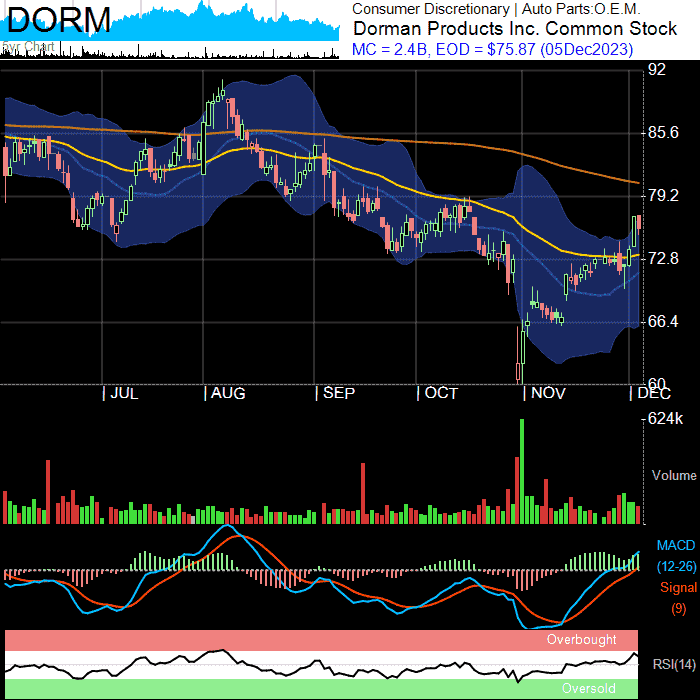 DORM
5yr Chart
Consumer Discretionary | Auto Parts:O.E.M.
Dorman Products Inc. Common Stock
MC = 2.4B, EOD = $75.87 (05Dec2023)
92
85.6
79.2
72.8
66.4
60
| JUL | AUG | SEP | OCT | NOV | DEC
624k
Volume
MACD
(12-26)
Signal
(9)
Overbought
RSI(14)
Oversold